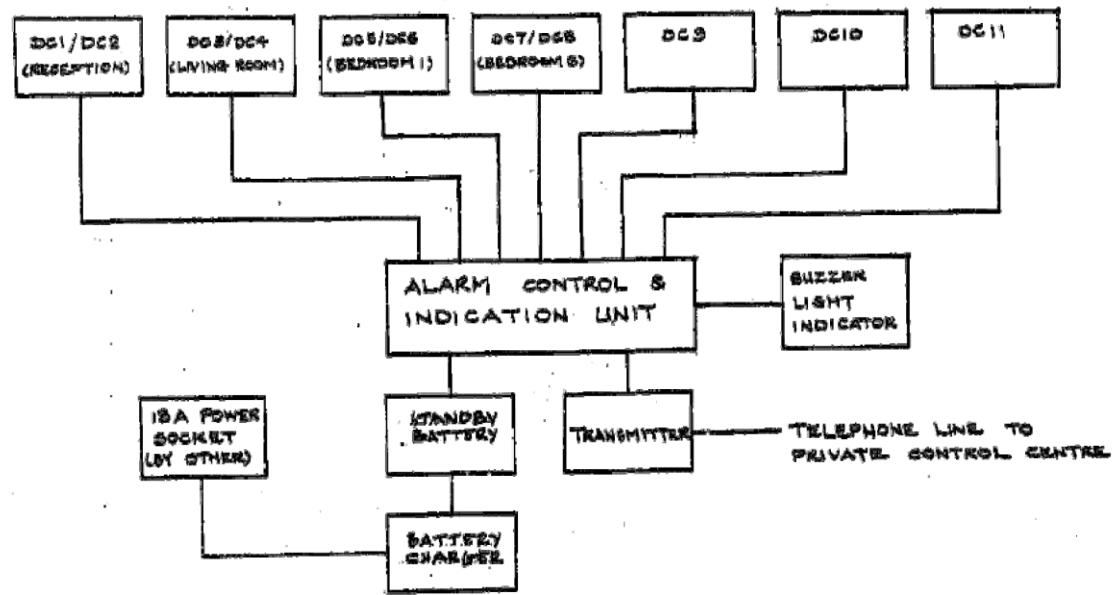 DC1/DC2
(RECEPTION)
DC3/DC4
(LIVING ROOM)
DC5/DC6
(BEDROOM 1)
DC7/DC8
(BEDROOM 3)
DC9
DC10
DC11
ALARM CONTROL &
INDICATION UNIT
BUZZER
LIGHT
INDICATOR
13A POWER
SOCKET
(BY OTHER)
STANDBY
BATTERY
TRANSMITTER
TELEPHONE LINE TO
PRIVATE CONTROL CENTRE
BATTERY
CHARGER